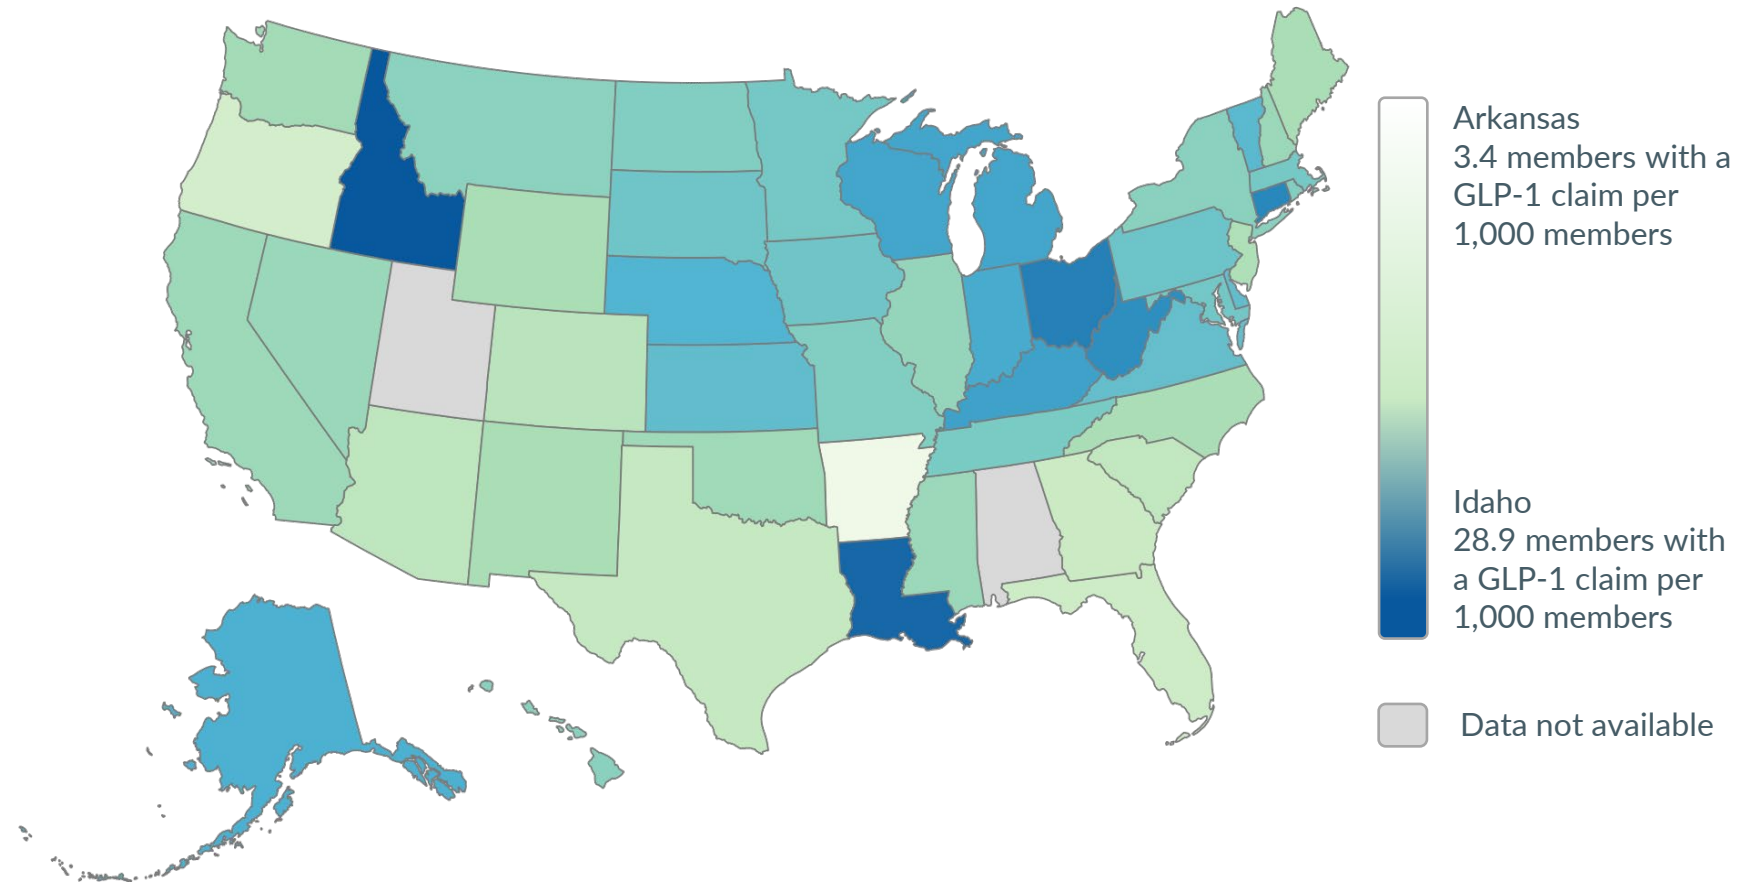 Arkansas
3.4 members with a
GLP-1 claim per
1,000 members
Idaho
28.9 members with
a GLP-1 claim per
1,000 members
Data not available